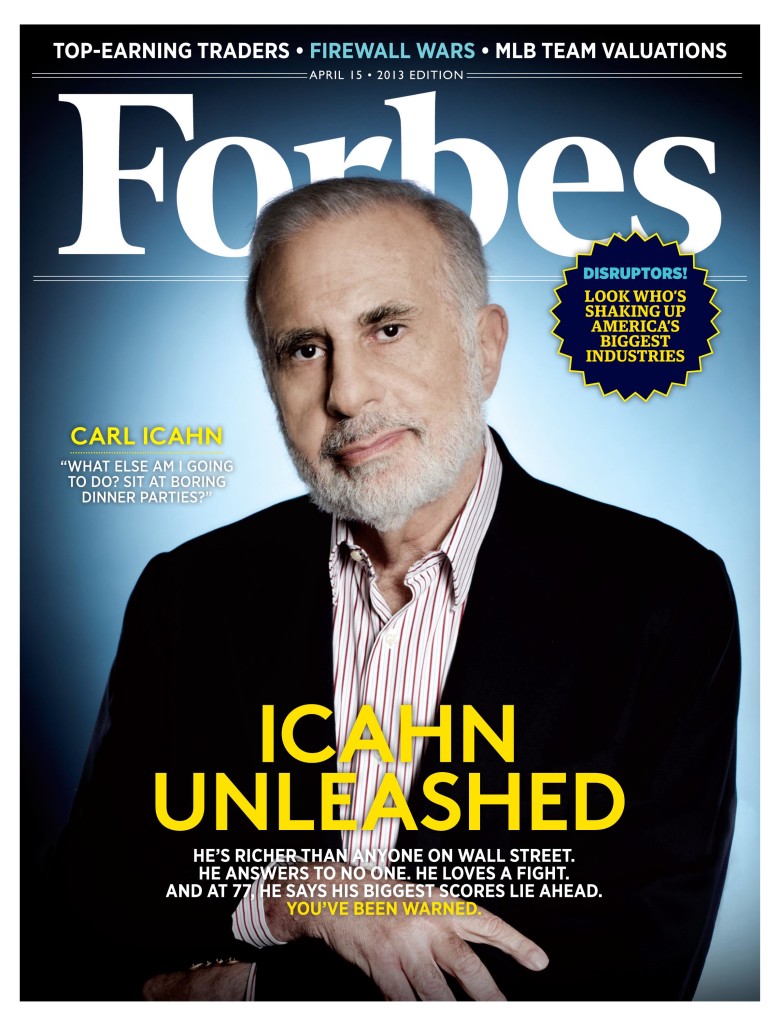 TOP-EARNING TRADERS • FIREWALL WARS • MLB TEAM VALUATIONS
APRIL 15 • 2013 EDITION
Forbes
DISRUPTORS!
LOOK WHO'S
SHAKING UP
AMERICA'S
BIGGEST
INDUSTRIES
CARL ICAHN
“WHAT ELSE AM I GOING
TO DO? SIT AT BORING
DINNER PARTIES?”
ICAHN
UNLEASHED
HE'S RICHER THAN ANYONE ON WALL STREET.
HE ANSWERS TO NO ONE. HE LOVES A FIGHT.
AND AT 77, HE SAYS HIS BIGGEST SCORES LIE AHEAD.
YOU'VE BEEN WARNED.